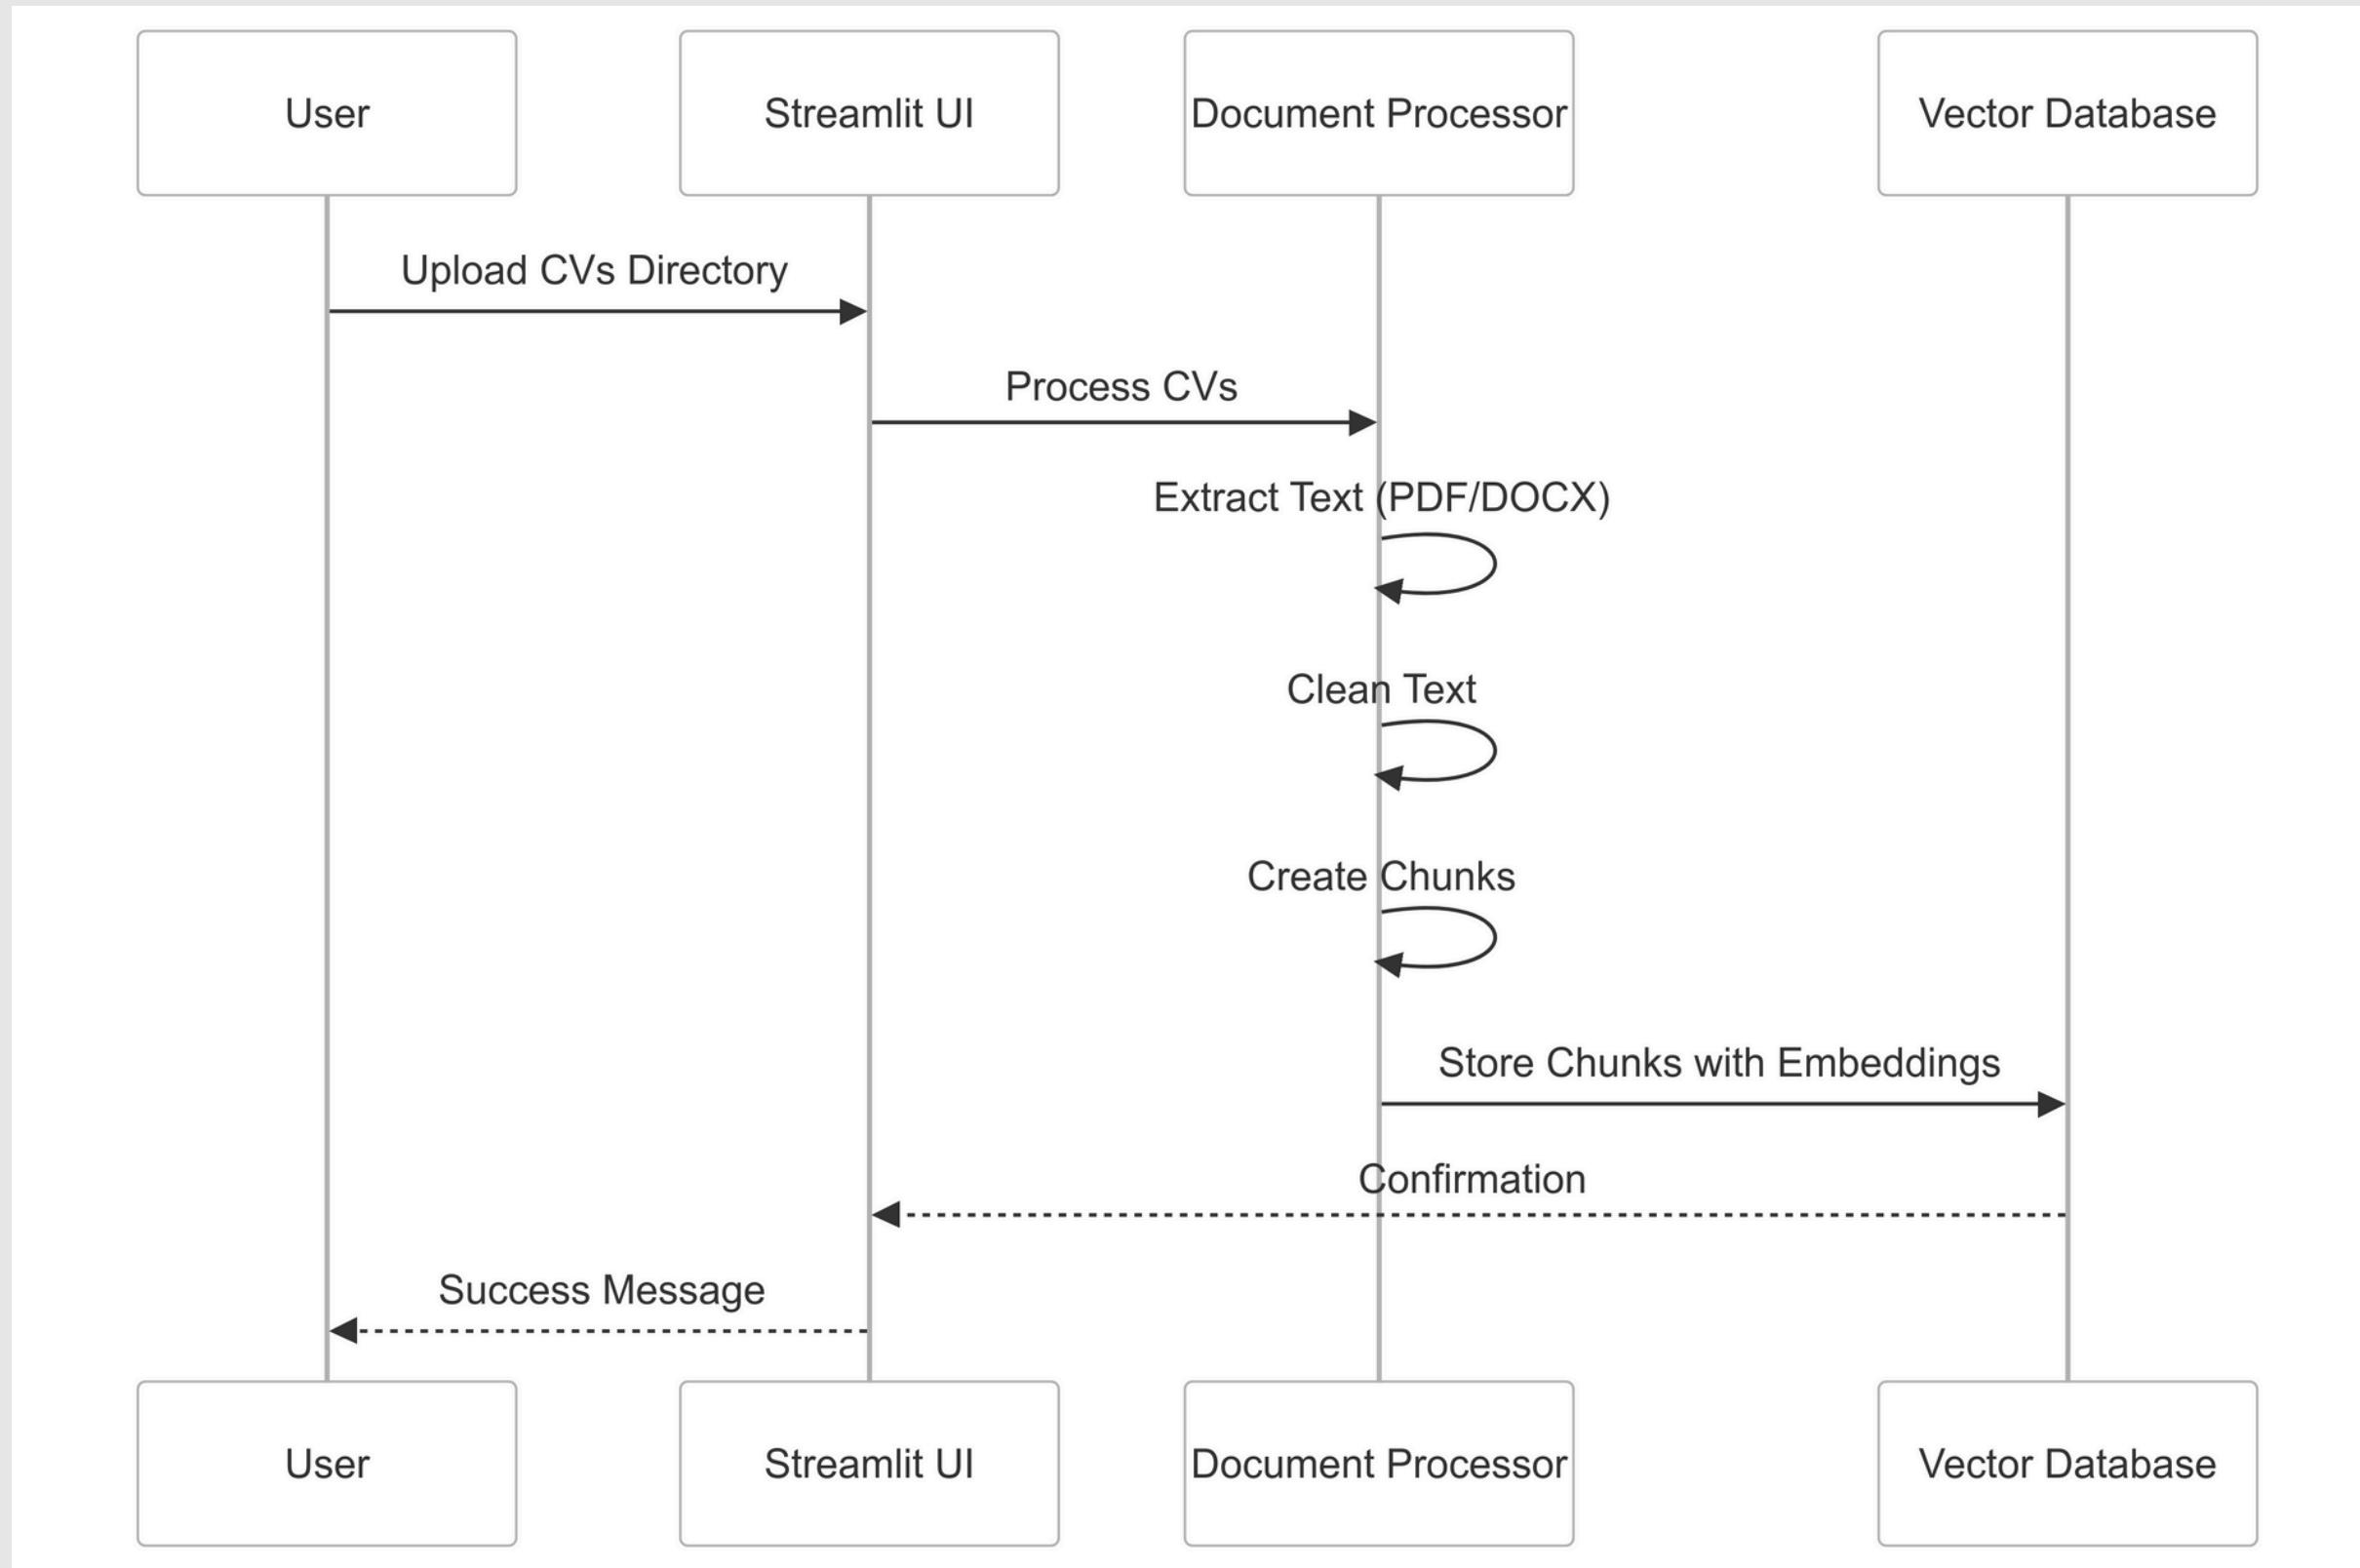 User
Streamlit UI
Document Processor
Vector Database
Upload CVs Directory
Process CVs
Extract Text (PDF/DOCX)
Clean Text
Create Chunks
Store Chunks with Embeddings
Confirmation
Success Message
User
Streamlit UI
Document Processor
Vector Database